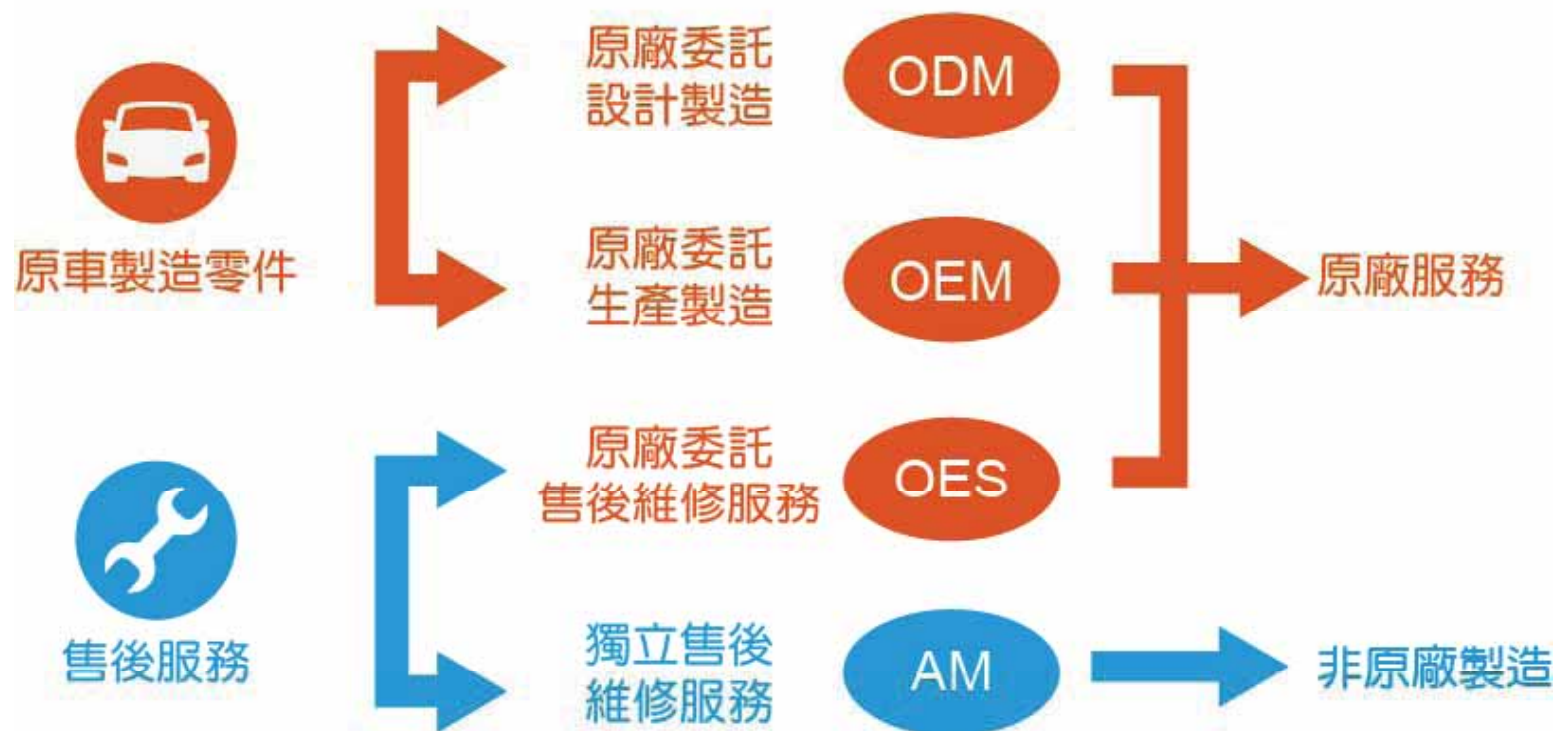 原廠委託
設計製造
ODM
原車製造零件
原廠委託
生產製造
OEM
原廠服務
原廠委託
售後維修服務
OES
售後服務
獨立售後
維修服務
AM
非原廠製造